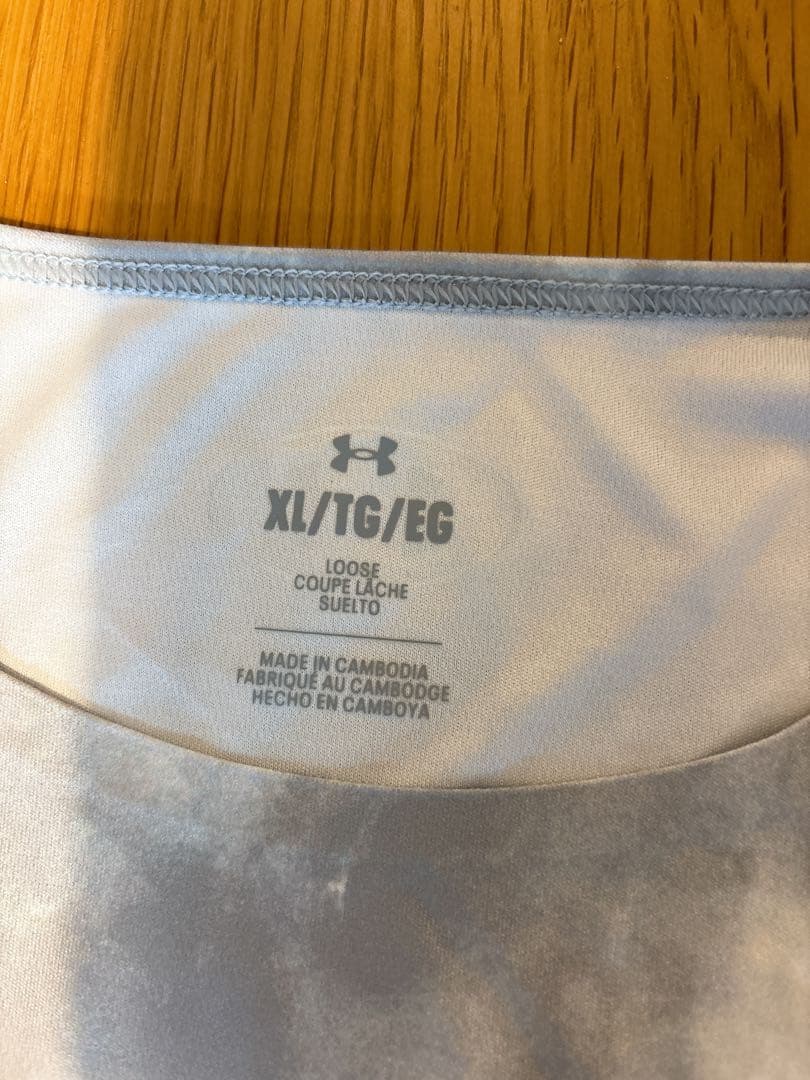 XL/TG/EG
LOOSE
COUPE LÂCHE
SUELTO
MADE IN CAMBODIA
FABRIQUÉ AU CAMBODGE
HECHO EN CAMBOYA